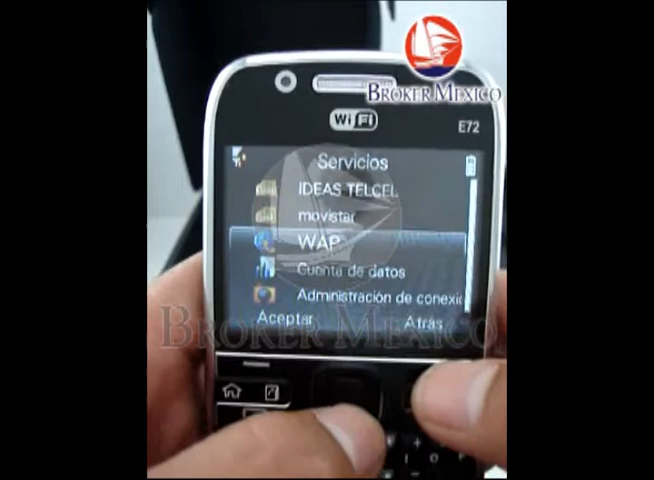 BROKER MEXICO
WiFi
E72
Servicios
IDEAS TELCEL
movistar
WAP
Cuenta de datos
Administración de conexi
Aceptar
Atrás
BROKER MEXICO